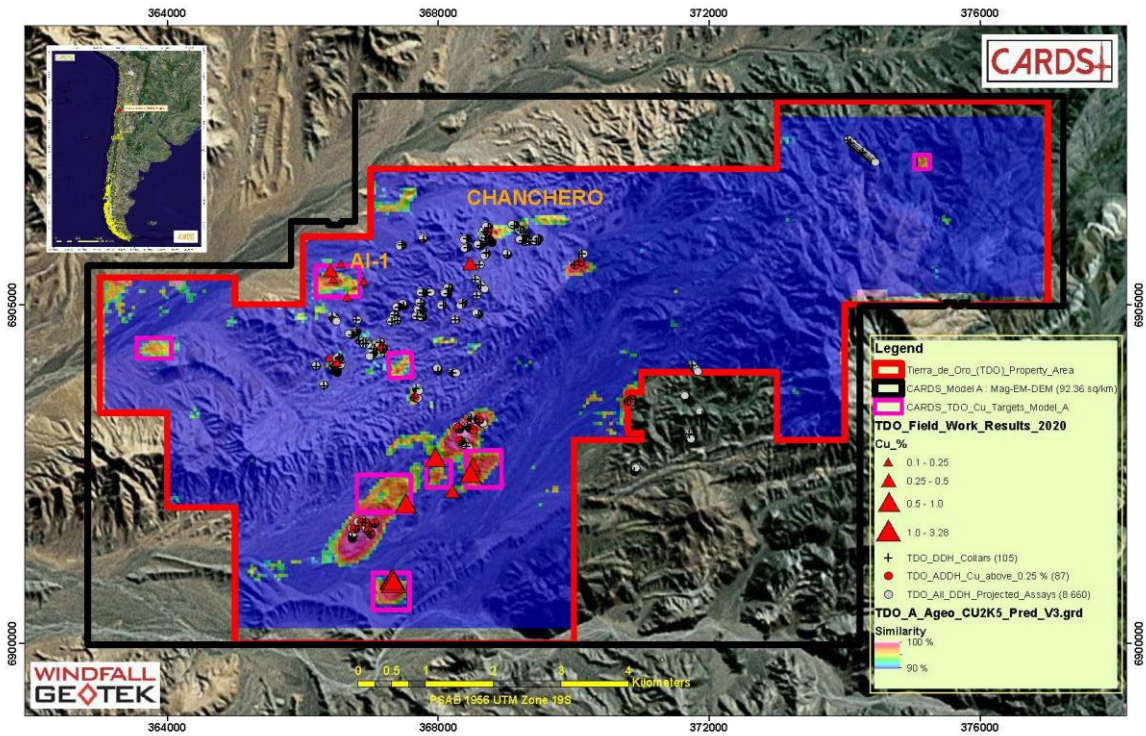 364000 368000 372000 376000
CARDS
CHANCHERO
AI-1
6905000 6905000
Legend
Tierra_de_Oro_(TDO)_Property_Area
CARDS_Model A : Mag-EM-DEM (92.36 sq/km)
CARDS_TDO_Cu_Targets_Model_A
TDO_Field_Work_Results_2020
Cu_%
0.1 - 0.25
0.25 - 0.5
0.5 - 1.0
1.0 - 3.28
TDO_DDH_Collars (105)
TDO_ADDH_Cu_above_0.25 % (87)
TDO_All_DDH_Projected_Assays (8 660)
TDO_A_Ageo_CU2K5_Pred_V3.grd
Similarity
100 %
90 %
6900000 6900000
WINDFALL
GEOTEK
0 0.5 1 2 3 4
Kilometers
PSAD 1956 UTM Zone 19S
364000 368000 372000 376000